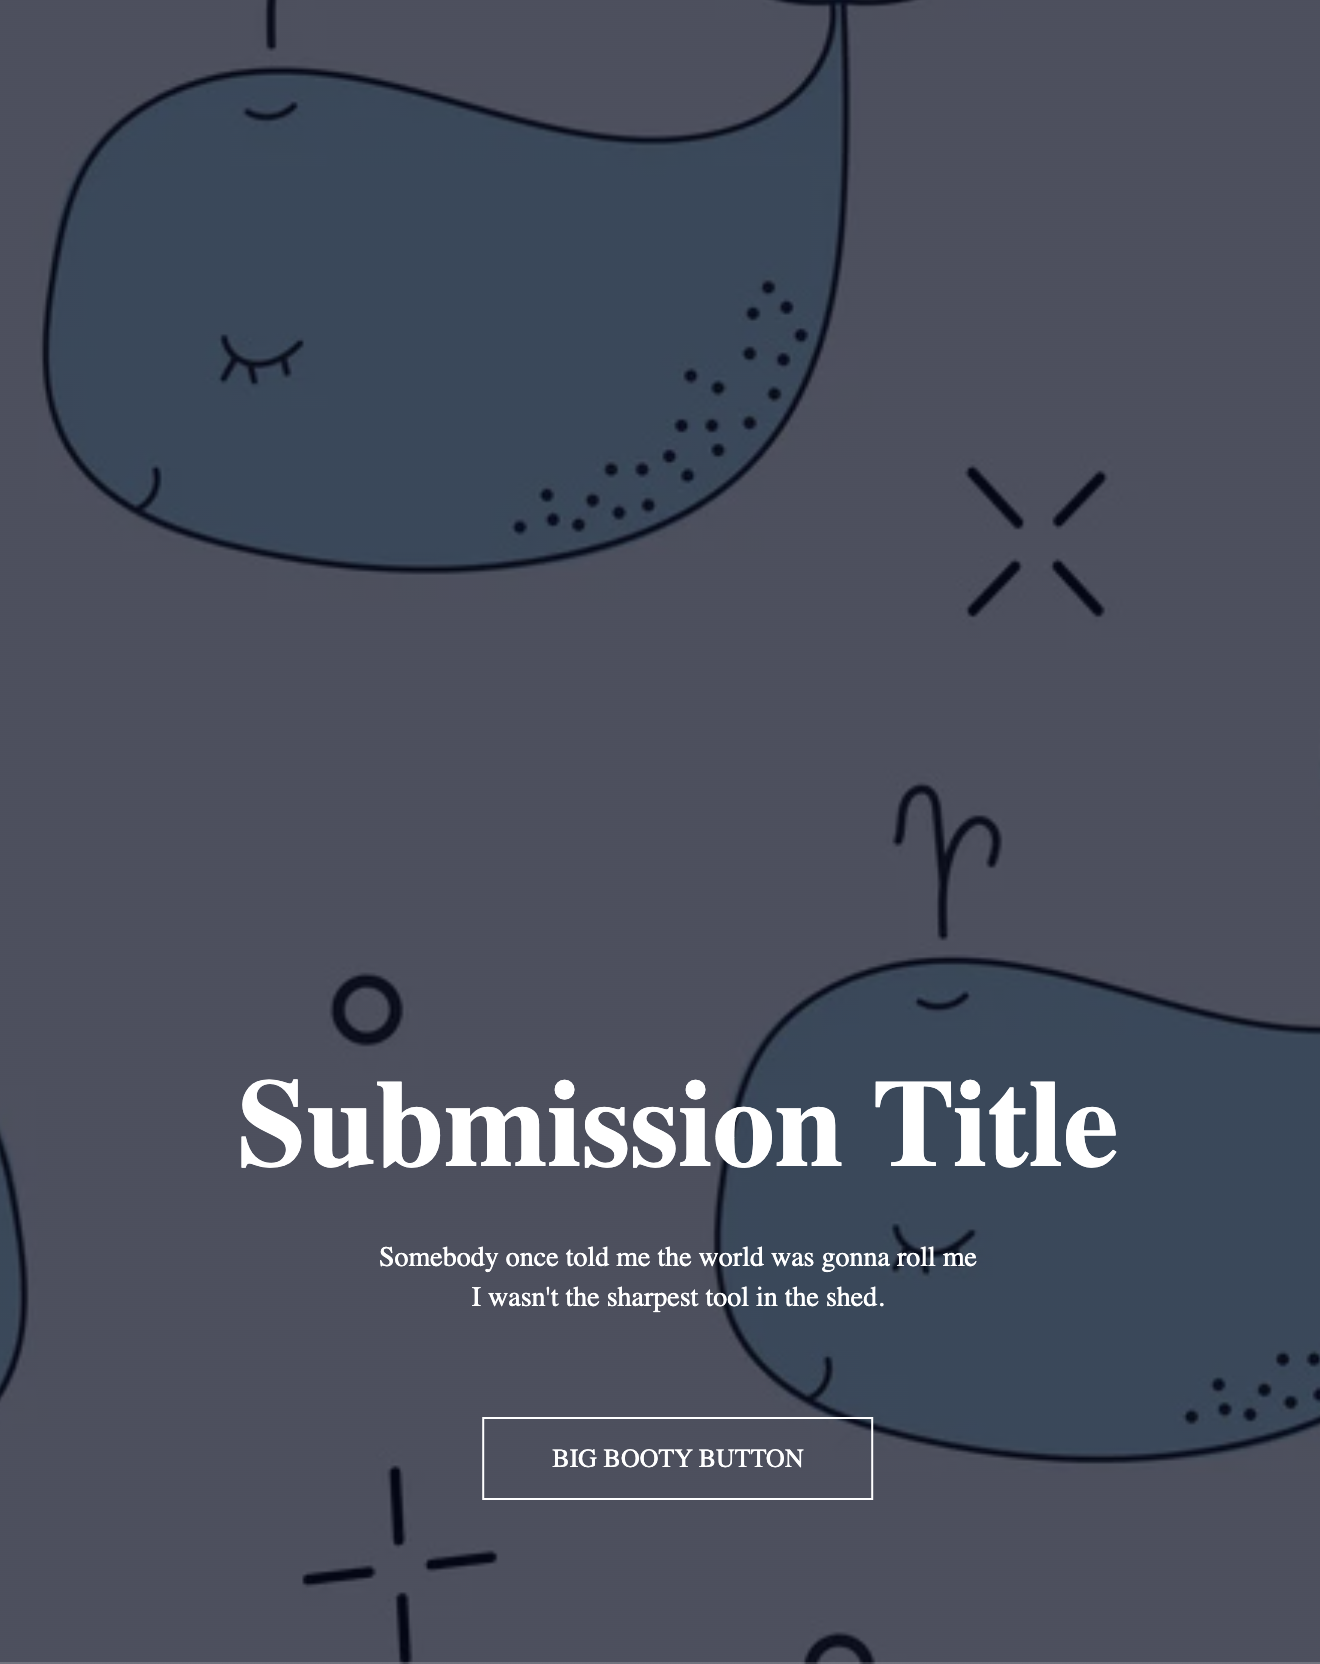 Submission Title
Somebody once told me the world was gonna roll me
I wasn't the sharpest tool in the shed.
BIG BOOTY BUTTON